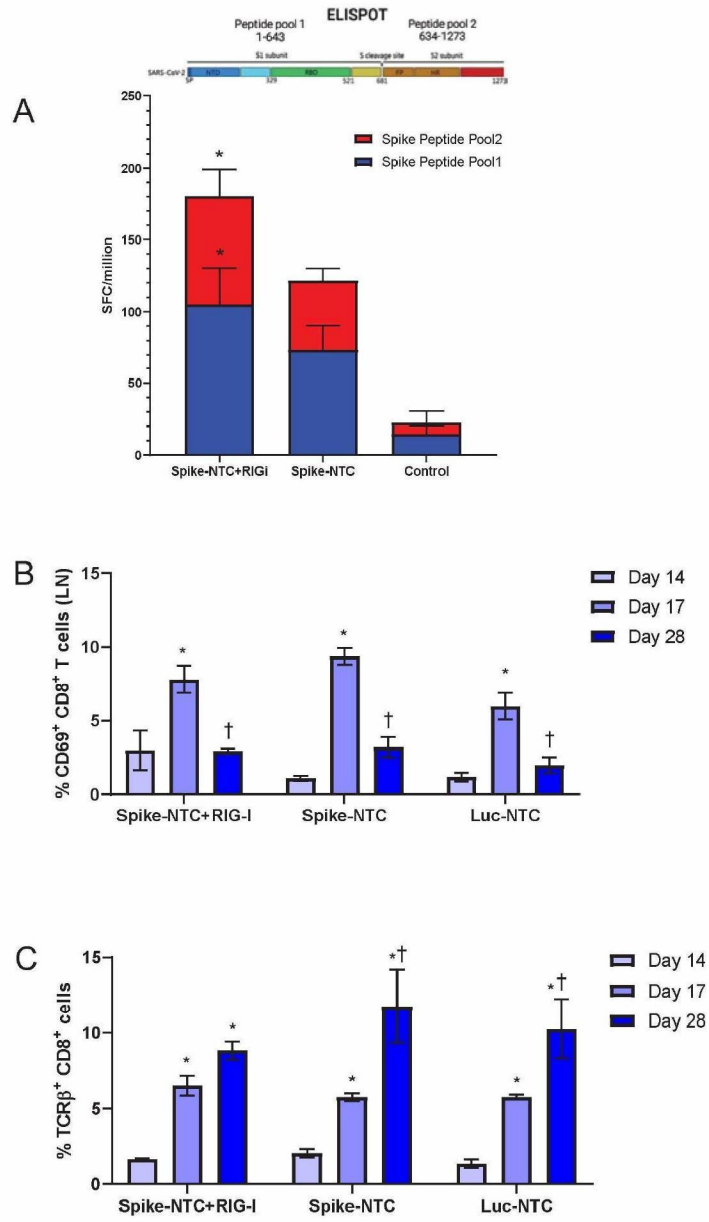 ELISPOT
Peptide pool 1
1-643
Peptide pool 2
634-1273
S1 subunit
S cleavage site
S2 subunit
SARS-CoV-2
NTD
RBD
FP
HR
SP
329
521
681
1273
A
250
200
150
100
50
0
SFC/million
Spike Peptide Pool2
Spike Peptide Pool1
*
*
Spike-NTC+RIGi
Spike-NTC
Control
B
15
10
5
0
% CD69+ CD8+ T cells (LN)
Day 14
Day 17
Day 28
* † * † * †
Spike-NTC+RIG-I
Spike-NTC
Luc-NTC
C
15
10
5
0
% TCRβ+ CD8+ cells
Day 14
Day 17
Day 28
* * * *† * *†
Spike-NTC+RIG-I
Spike-NTC
Luc-NTC